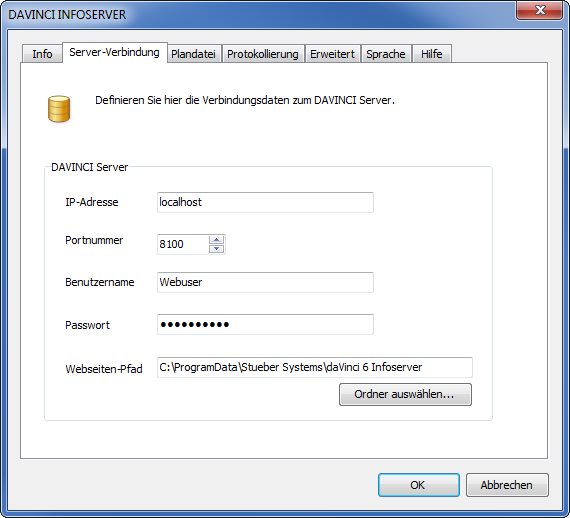 DAVINCI INFOSERVER
Info Server-Verbindung Plandatei Protokollierung Erweitert Sprache Hilfe
Definieren Sie hier die Verbindungsdaten zum DAVINCI Server.
DAVINCI Server
IP-Adresse localhost
Portnummer 8100
Benutzername Webuser
Passwort ●●●●●●●●●●
Webseiten-Pfad C:\ProgramData\Stueber Systems\daVinci 6 Infoserver
Ordner auswählen...
OK Abbrechen